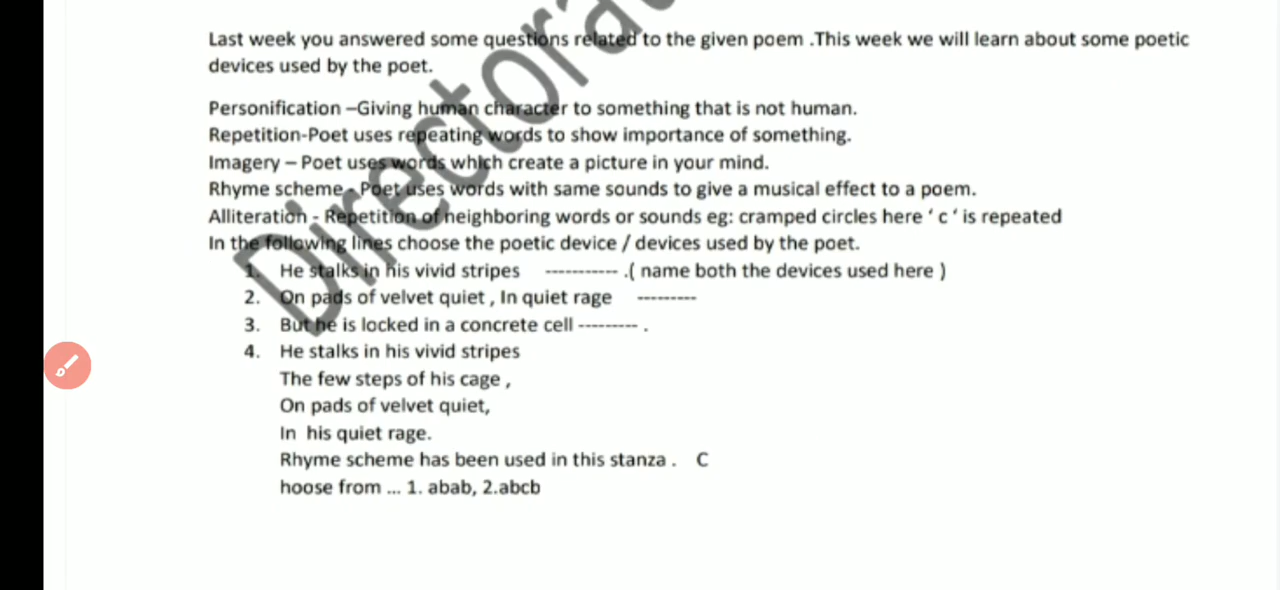 Last week you answered some questions related to the given poem .This week we will learn about some poetic
devices used by the poet.
Personification –Giving human character to something that is not human.
Repetition-Poet uses repeating words to show importance of something.
Imagery – Poet uses words which create a picture in your mind.
Rhyme scheme - Poet uses words with same sounds to give a musical effect to a poem.
Alliteration - Repetition of neighboring words or sounds eg: cramped circles here ‘ c ‘ is repeated
In the following lines choose the poetic device / devices used by the poet.
1. He stalks in his vivid stripes ----------- .( name both the devices used here )
2. On pads of velvet quiet , In quiet rage ---------
3. But he is locked in a concrete cell --------- .
4. He stalks in his vivid stripes
The few steps of his cage ,
On pads of velvet quiet,
In his quiet rage.
Rhyme scheme has been used in this stanza . C
hoose from ... 1. abab, 2.abcb